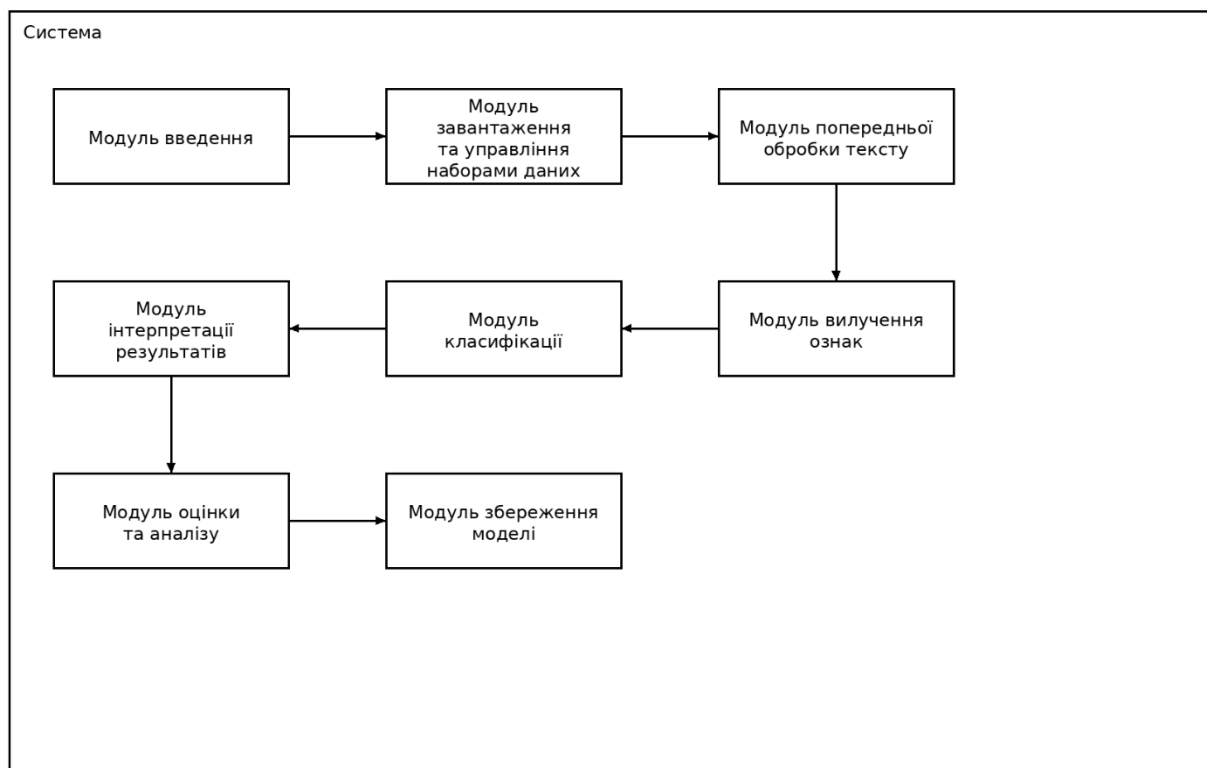 Система
Модуль введення
Модуль
завантаження
та управління
наборами даних
Модуль попередньої
обробки тексту
Модуль
інтерпретації
результатів
Модуль
класифікації
Модуль вилучення
ознак
Модуль оцінки
та аналізу
Модуль збереження
моделі